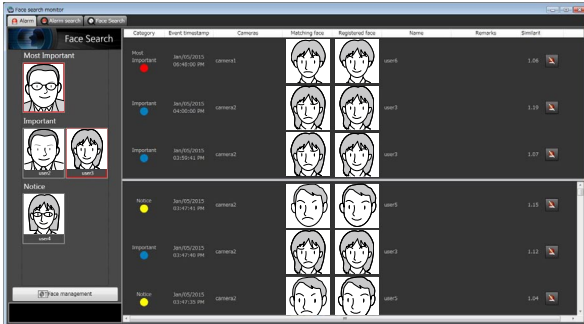 Face search monitor
Alarm Alarm search Face Search
Face Search
Most Important
Important
user2 user3
Notice
user4
Face management
Category Event timestamp Cameras Matching face Registered face Name Remarks Similarit
Most Important Jan/05/2015 06:48:00 PM camera1 user6 1.06
Important Jan/05/2015 04:00:00 PM camera2 user3 1.19
Important Jan/05/2015 03:59:41 PM camera2 user3 1.07
Notice Jan/05/2015 03:47:41 PM camera2 user5 1.15
Important Jan/05/2015 03:47:40 PM camera2 user3 1.12
Notice Jan/05/2015 03:47:35 PM camera2 user5 1.04